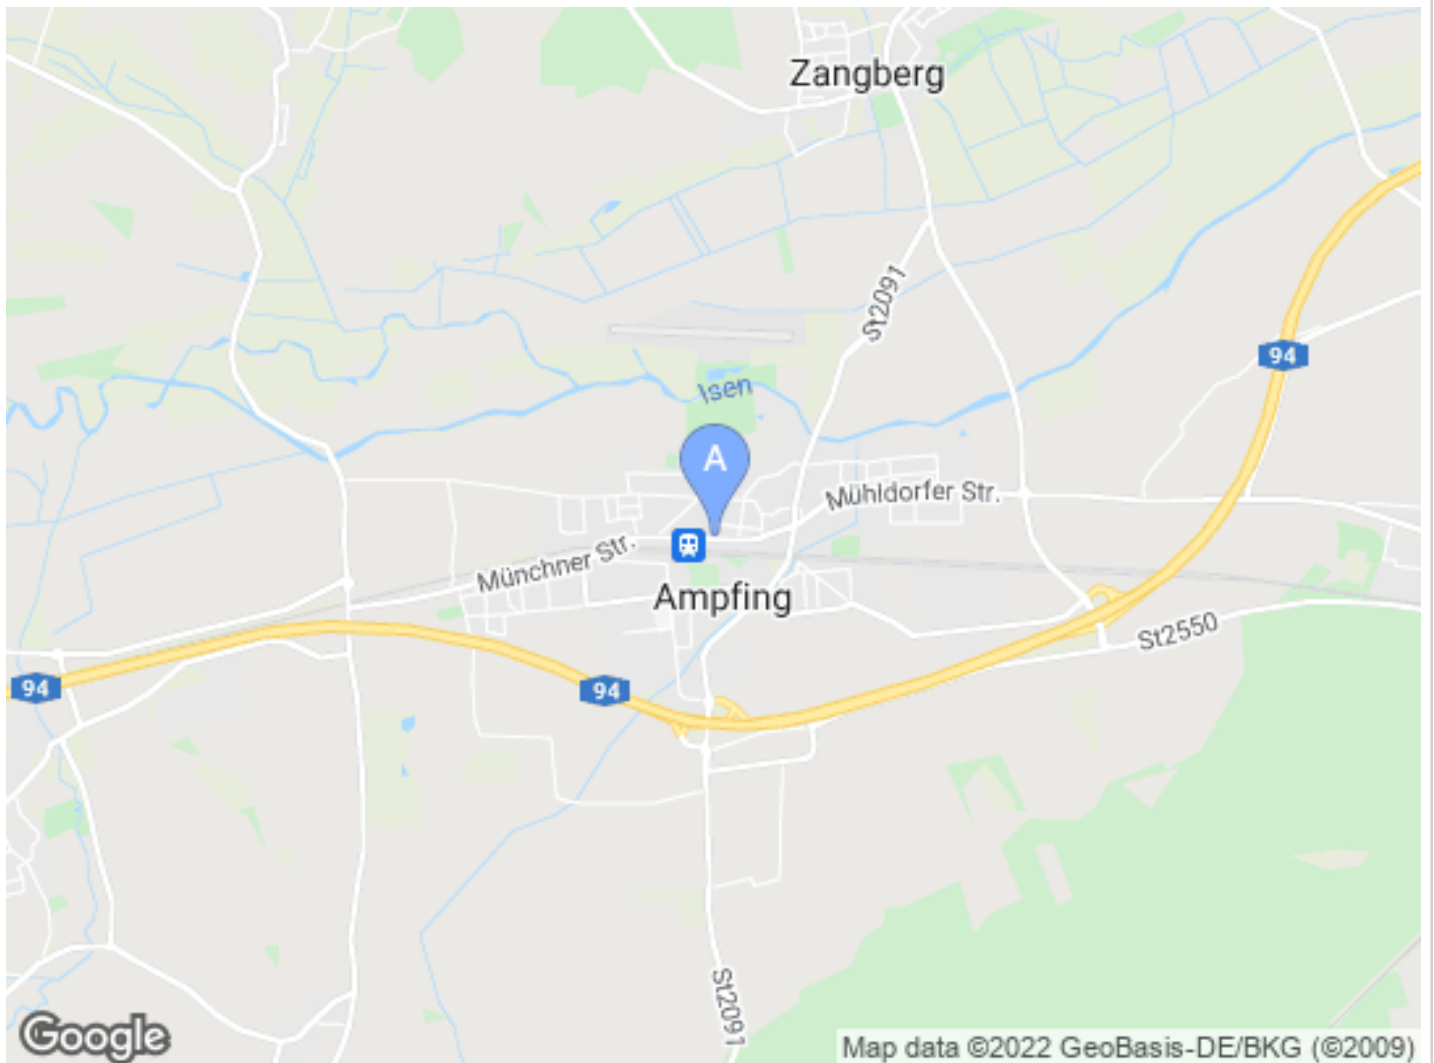 Zangberg
St2091
94
Isen
A
Mühldorfer Str.
Münchner Str.
Ampfing
St2550
94
94
St2091
Google
Map data ©2022 GeoBasis-DE/BKG (©2009)